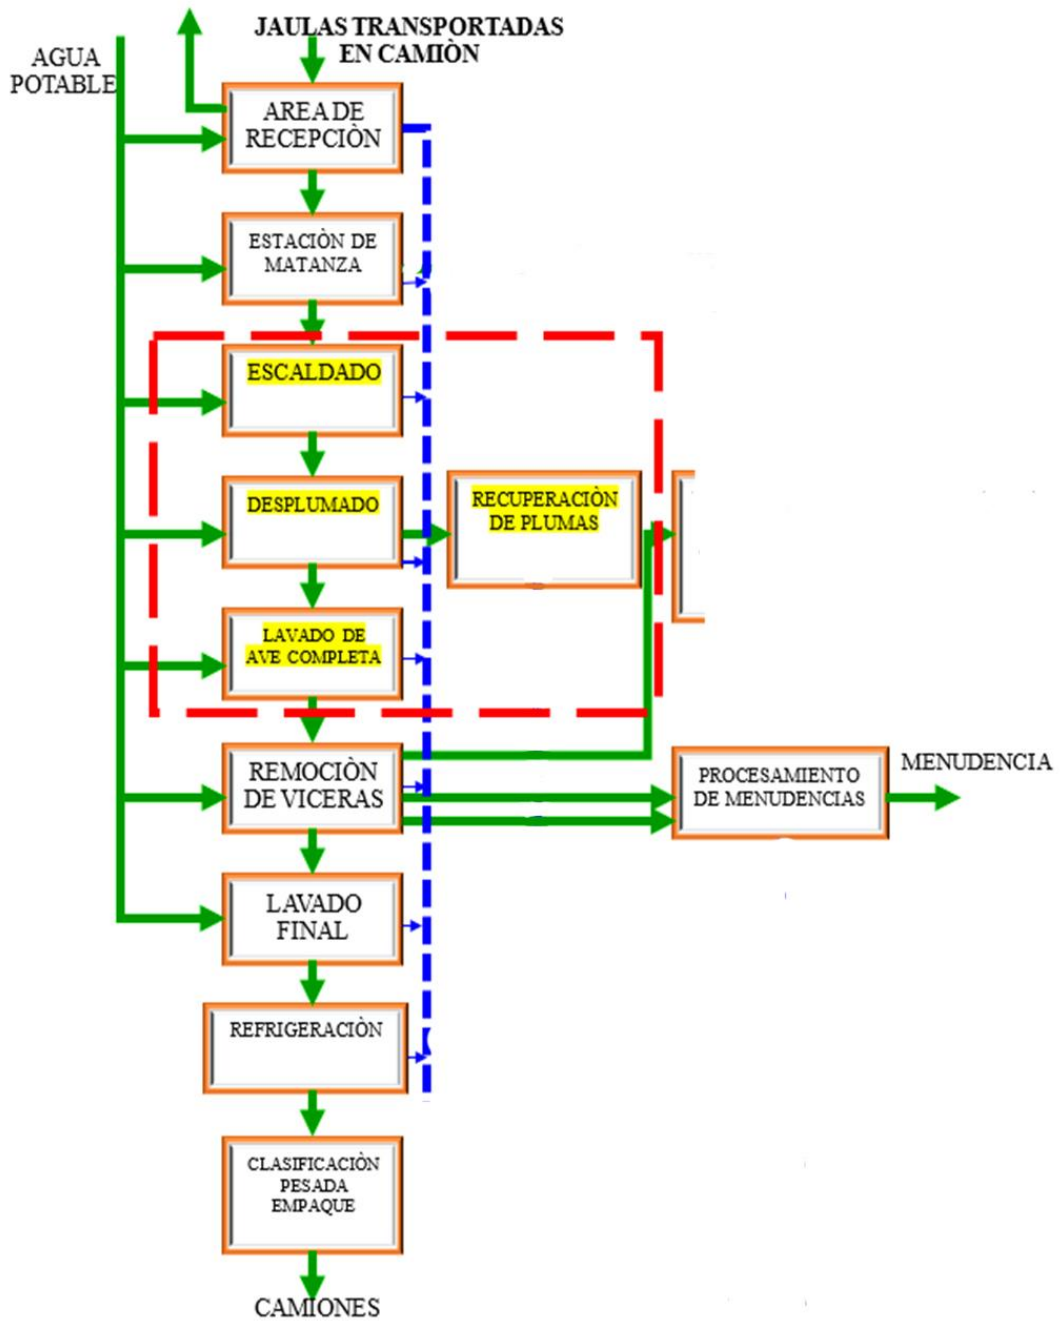 JAULAS TRANSPORTADAS
EN CAMIÒN
AGUA
POTABLE
AREA DE
RECEPCIÒN
ESTACIÒN DE
MATANZA
ESCALDADO
DESPLUMADO
RECUPERACIÒN
DE PLUMAS
LAVADO DE
AVE COMPLETA
REMOCIÒN
DE VICERAS
PROCESAMIENTO
DE MENUDENCIAS
MENUDENCIA
LAVADO
FINAL
REFRIGERACIÒN
CLASIFICACIÒN
PESADA
EMPAQUE
CAMIONES